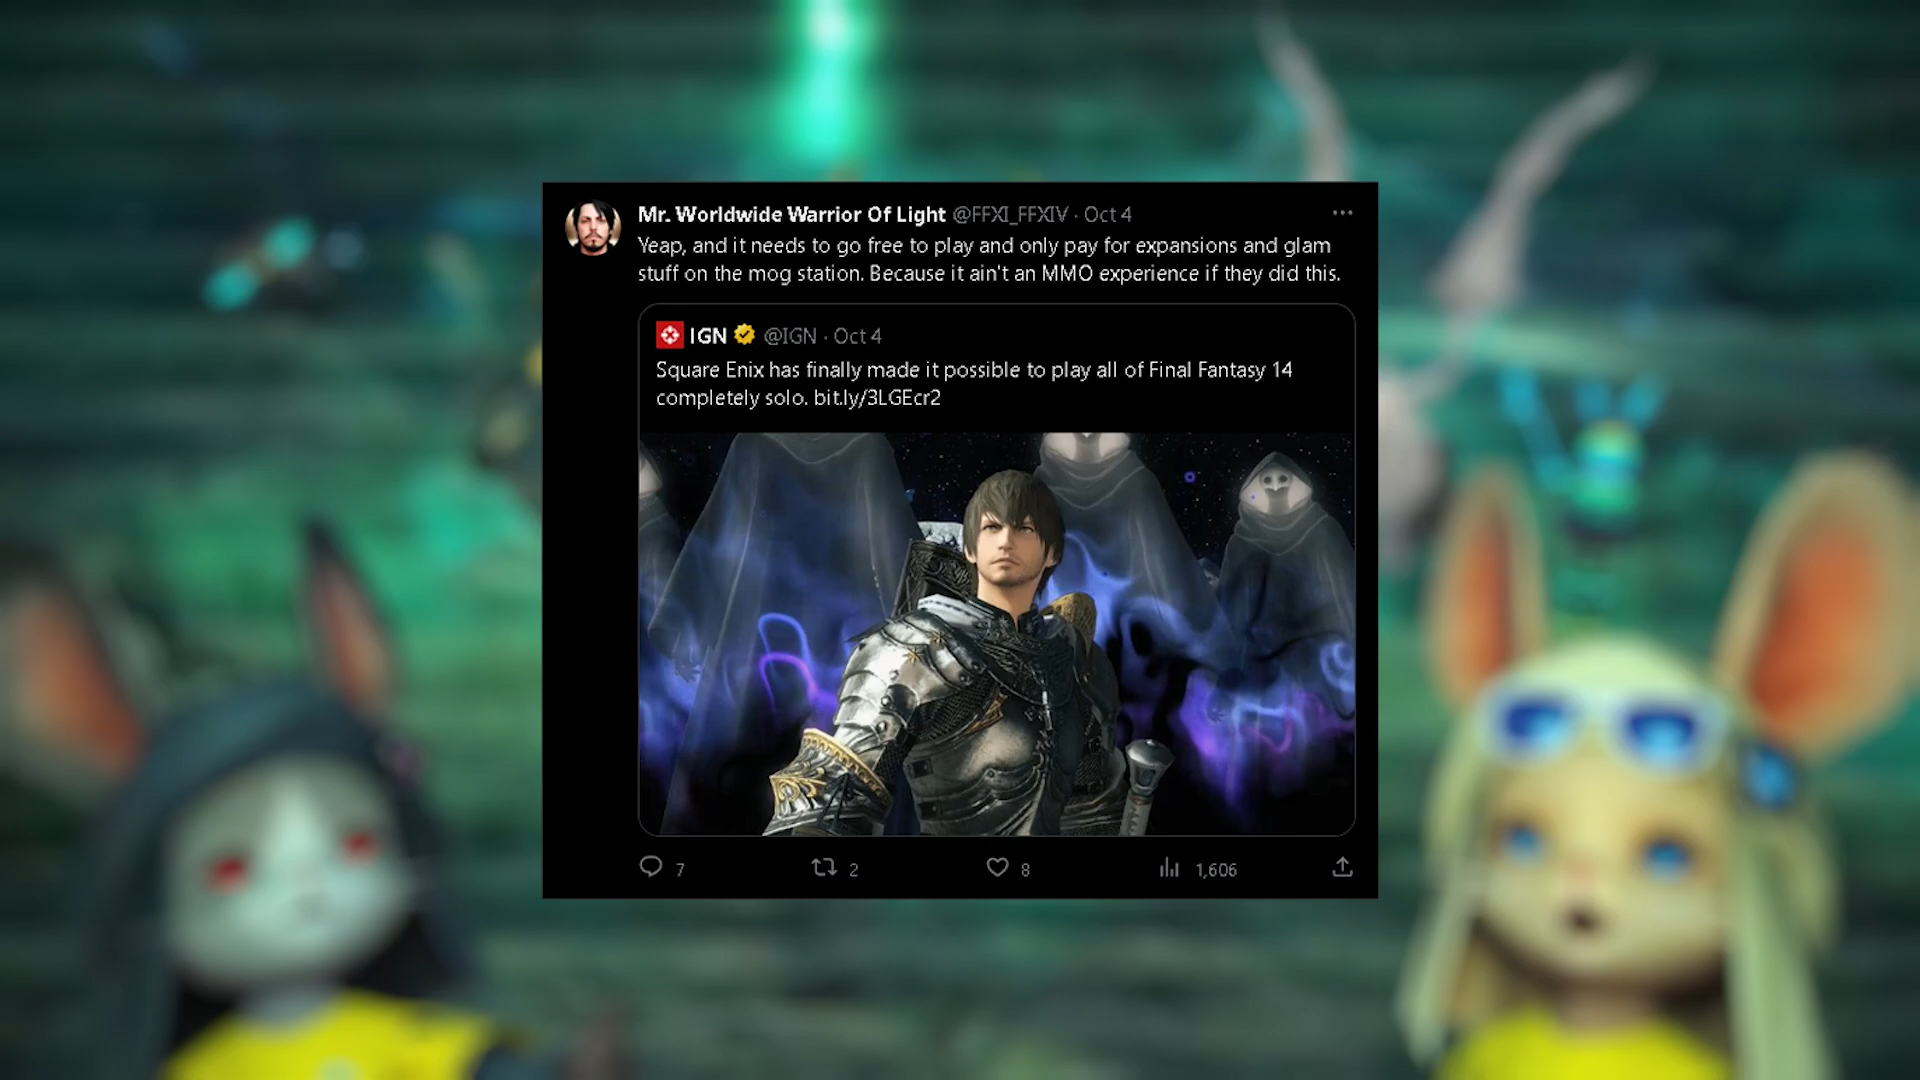 Mr. Worldwide Warrior Of Light @FFXI_FFXIV · Oct 4
Yeap, and it needs to go free to play and only pay for expansions and glam
stuff on the mog station. Because it ain't an MMO experience if they did this.
IGN @IGN · Oct 4
Square Enix has finally made it possible to play all of Final Fantasy 14
completely solo. bit.ly/3LGEcr2
7 2 8 1,606